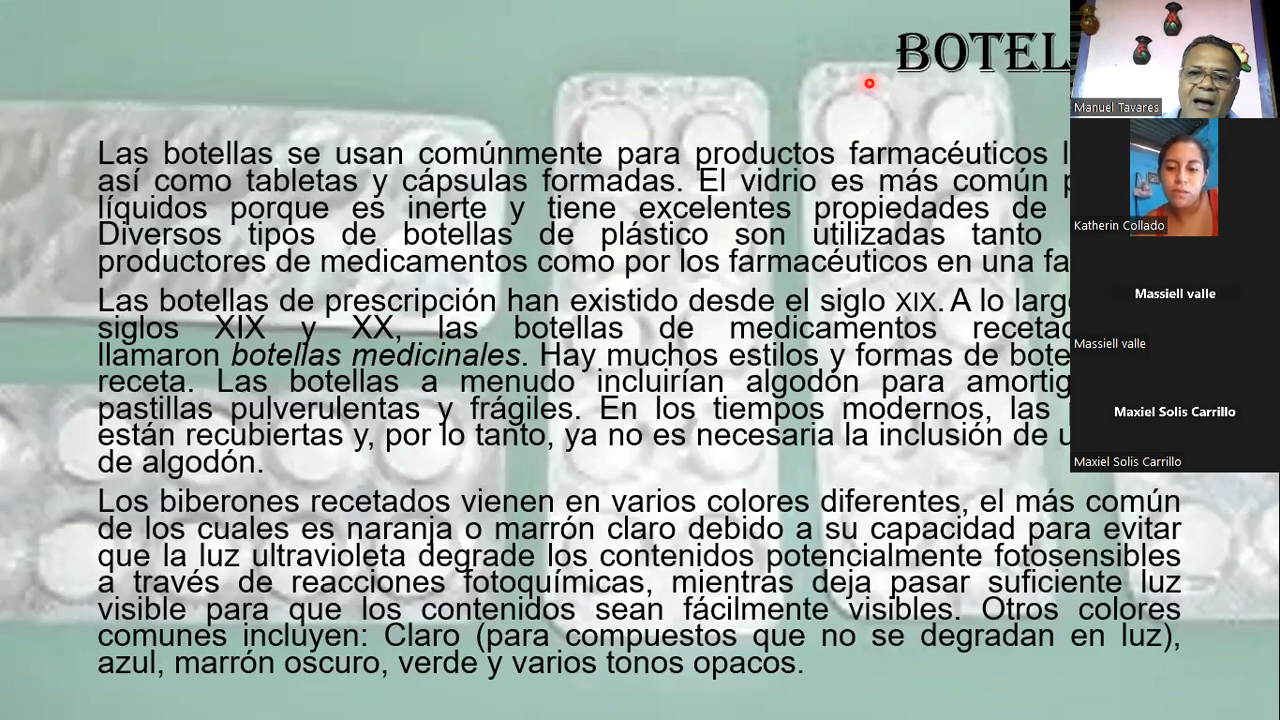 BOTEL
Las botellas se usan comúnmente para productos farmacéuticos
así como tabletas y cápsulas formadas. El vidrio es más común
líquidos porque es inerte y tiene excelentes propiedades de
Diversos tipos de botellas de plástico son utilizadas tanto
productores de medicamentos como por los farmacéuticos en una fa
Las botellas de prescripción han existido desde el siglo XIX. A lo larg
siglos XIX y XX, las botellas de medicamentos receta
llamaron botellas medicinales. Hay muchos estilos y formas de bote
receta. Las botellas a menudo incluirían algodón para amortig
pastillas pulverulentas y frágiles. En los tiempos modernos, las
están recubiertas y, por lo tanto, ya no es necesaria la inclusión de
de algodón.
Los biberones recetados vienen en varios colores diferentes, el más común
de los cuales es naranja o marrón claro debido a su capacidad para evitar
que la luz ultravioleta degrade los contenidos potencialmente fotosensibles
a través de reacciones fotoquímicas, mientras deja pasar suficiente luz
visible para que los contenidos sean fácilmente visibles. Otros colores
comunes incluyen: Claro (para compuestos que no se degradan en luz),
azul, marrón oscuro, verde y varios tonos opacos.
Manuel Tavares
Katherin Collado
Massiell valle
Massiell valle
Maxiel Solis Carrillo
Maxiel Solis Carrillo